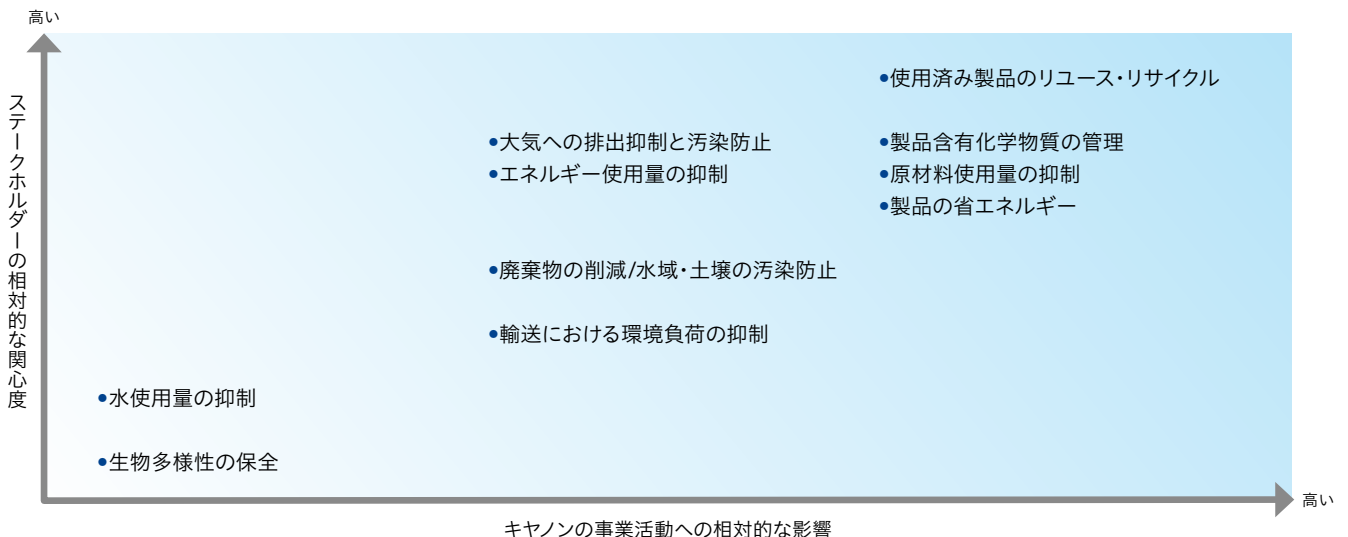 高い
ステークホルダーの相対的な関心度
●使用済み製品のリユース・リサイクル
●大気への排出抑制と汚染防止
●エネルギー使用量の抑制
●製品含有化学物質の管理
●原材料使用量の抑制
●製品の省エネルギー
●廃棄物の削減/水域・土壌の汚染防止
●輸送における環境負荷の抑制
●水使用量の抑制
●生物多様性の保全
高い
キヤノンの事業活動への相対的な影響